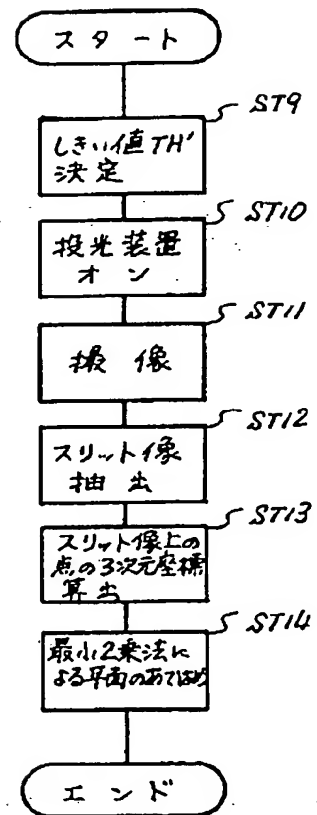 スタート
ST9
しきい値TH'
決定
ST10
投光装置
オン
ST11
撮像
ST12
スリット像
抽出
ST13
スリット像上の
点の3次元座標
算出
ST14
最小2乗法に
よる平面のあてはめ
エンド